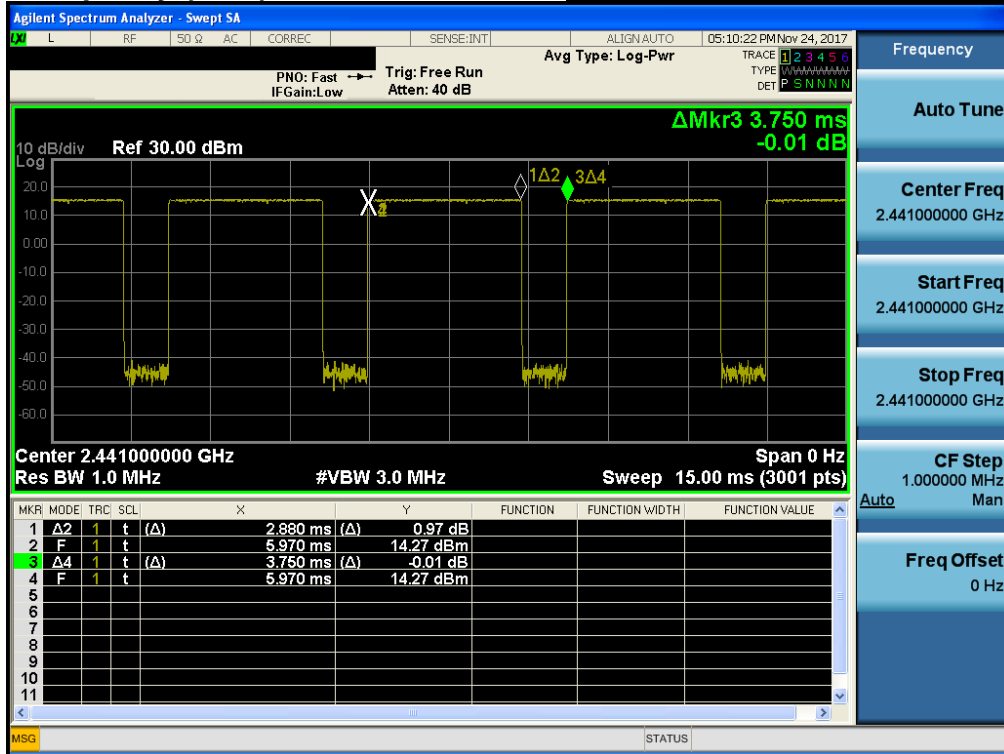 Agilent Spectrum Analyzer - Swept SA
LXI L RF 50 Ω AC CORREC SENSE:INT ALIGN AUTO 05:10:22 PM Nov 24, 2017
Avg Type: Log-Pwr
TRACE 1 2 3 4 5 6
TYPE WWWWWW
DET P S N N N N
PNO: Fast
IFGain:Low
Trig: Free Run
Atten: 40 dB
ΔMkr3 3.750 ms
-0.01 dB
10 dB/div Ref 30.00 dBm
Log
20.0
10.0
0.00
-10.0
-20.0
-30.0
-40.0
-50.0
-60.0
1Δ2
3Δ4
Center 2.441000000 GHz Span 0 Hz
Res BW 1.0 MHz #VBW 3.0 MHz Sweep 15.00 ms (3001 pts)
MKR MODE TRC SCL X Y FUNCTION FUNCTION WIDTH FUNCTION VALUE
1 Δ2 1 t (Δ) 2.880 ms (Δ) 0.97 dB
2 F 1 t 5.970 ms 14.27 dBm
3 Δ4 1 t (Δ) 3.750 ms (Δ) -0.01 dB
4 F 1 t 5.970 ms 14.27 dBm
5
6
7
8
9
10
11
MSG STATUS
Frequency
Auto Tune
Center Freq
2.441000000 GHz
Start Freq
2.441000000 GHz
Stop Freq
2.441000000 GHz
CF Step
1.000000 MHz
Auto Man
Freq Offset
0 Hz